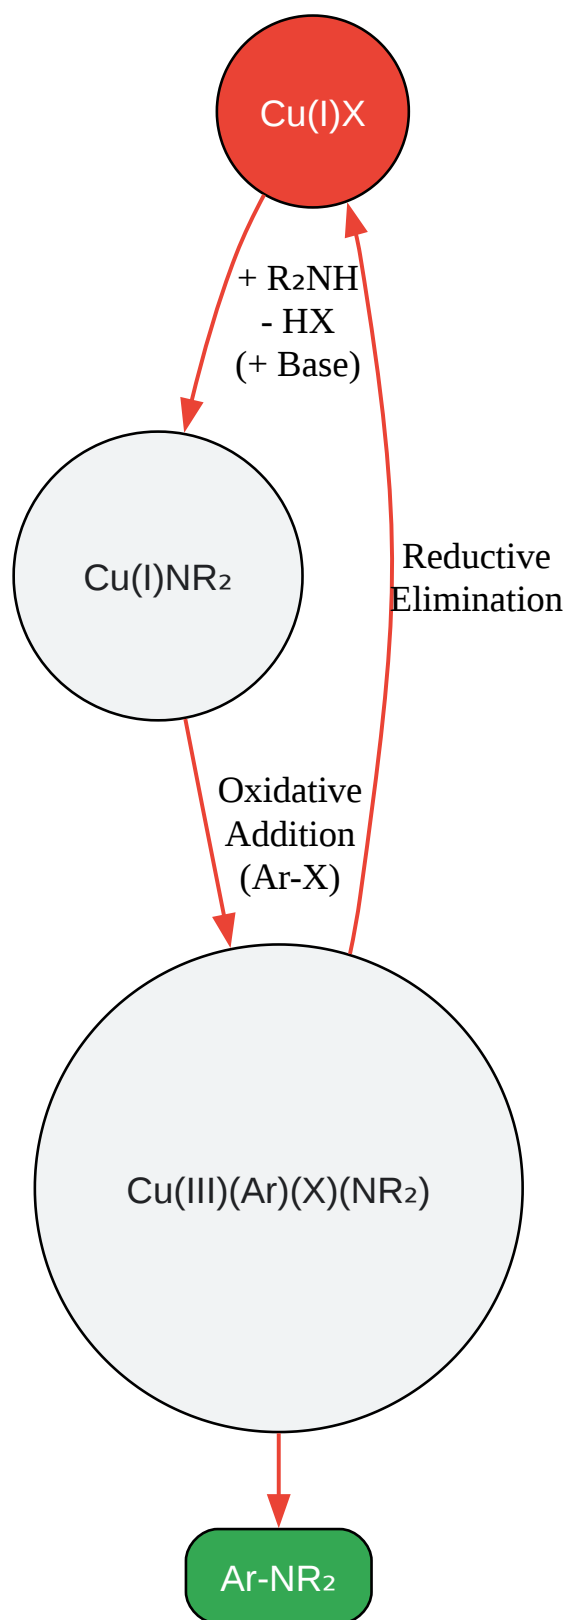 Cu(I)X
+ R₂NH
- HX
(+ Base)
Reductive
Elimination
Cu(I)NR₂
Oxidative
Addition
(Ar-X)
Cu(III)(Ar)(X)(NR₂)
Ar-NR₂